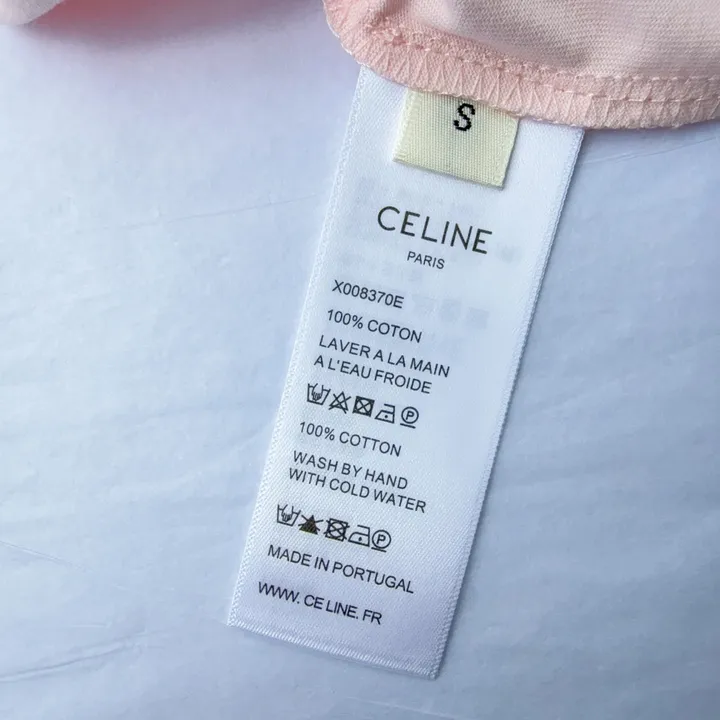 S
CELINE
PARIS
X008370E
100% COTON
LAVER A LA MAIN
A L'EAU FROIDE
P
100% COTTON
WASH BY HAND
WITH COLD WATER
P
MADE IN PORTUGAL
WWW. CE LINE. FR